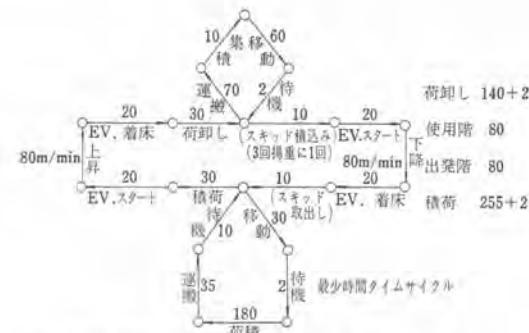 10
集移
60
積
動
運搬
70
2
待機
20
30
10
20
荷卸し 140+2
EV、着床
荷卸し
(スキッド積込み)
(3回揚重に1回)
EV.スタート
使用階 80
80m/min
上昇
80m/min
下降
出発階 80
20
30
10
20
EV.スタート
積荷
(スキッド取出し)
EV、着床
積荷 255+2
待機
10
移動
30
運搬
35
2
待機
最少時間タイムサイクル
180
荷積